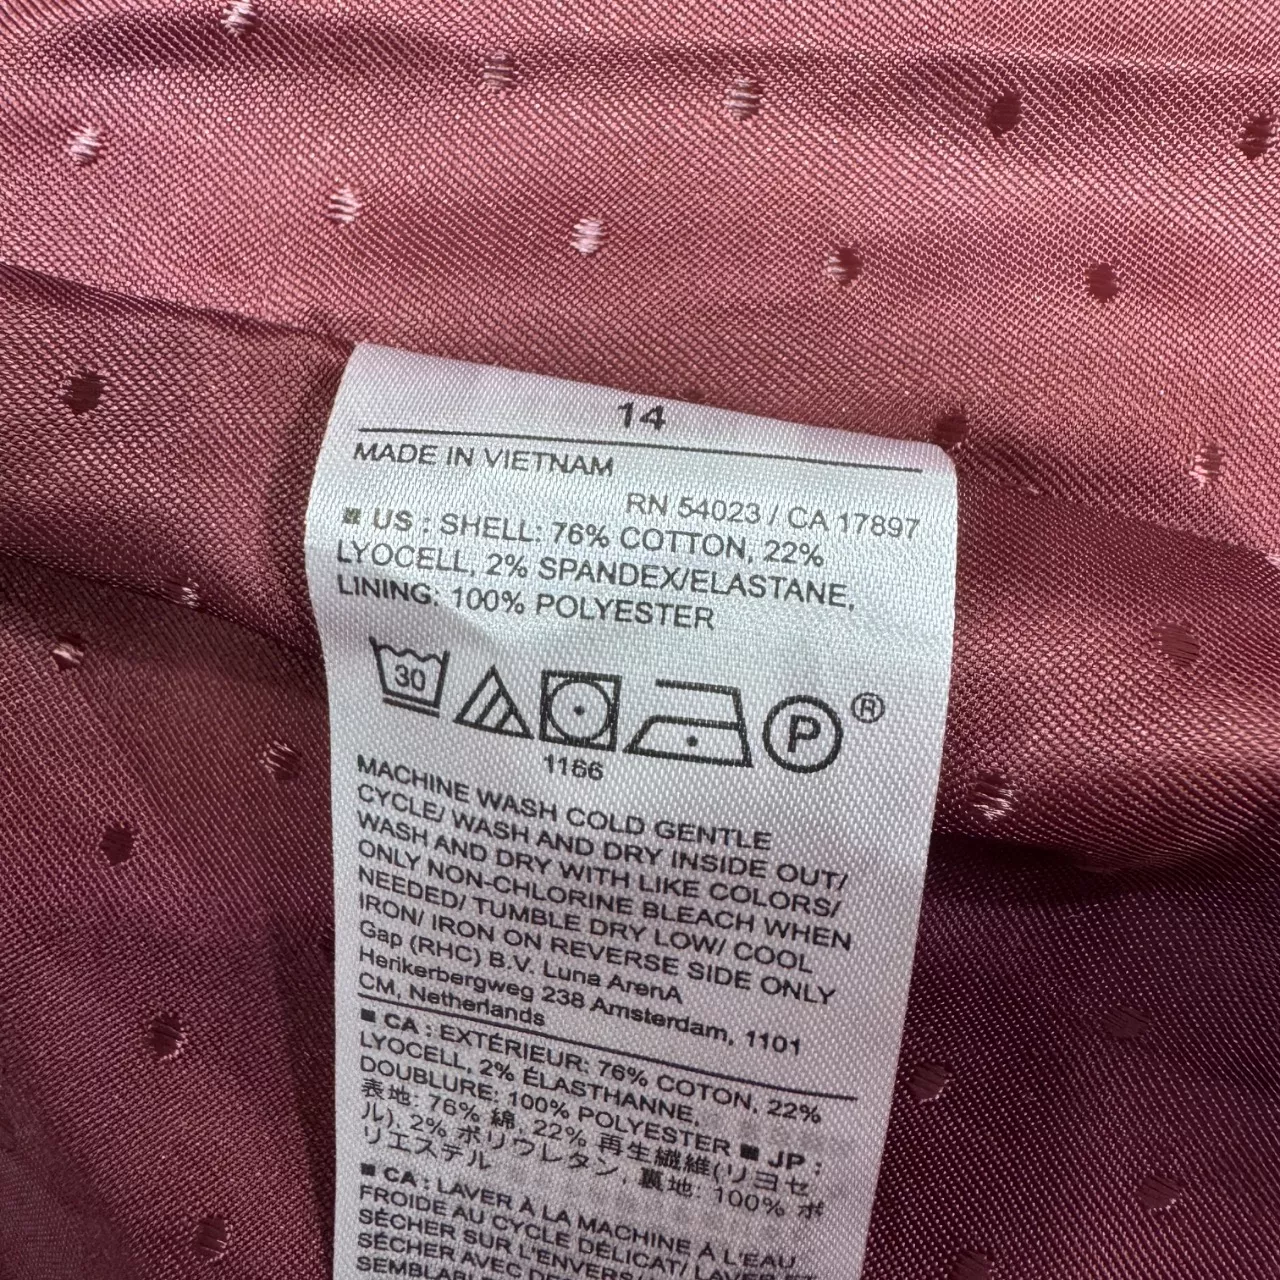 14
MADE IN VIETNAM
RN 54023 / CA 17897
■ US : SHELL: 76% COTTON, 22%
LYOCELL, 2% SPANDEX/ELASTANE,
LINING: 100% POLYESTER
30
P
®
1166
MACHINE WASH COLD GENTLE
CYCLE/ WASH AND DRY INSIDE OUT/
WASH AND DRY WITH LIKE COLORS/
ONLY NON-CHLORINE BLEACH WHEN
NEEDED/ TUMBLE DRY LOW/ COOL
IRON/ IRON ON REVERSE SIDE ONLY
Gap (RHC) B.V. Luna ArenA
Herikerbergweg 238 Amsterdam, 1101
CM, Netherlands
■ CA : EXTÉRIEUR: 76% COTON, 22%
LYOCELL, 2% ÉLASTHANNE,
DOUBLURE: 100% POLYESTER ■ JP :
表地: 76% 綿, 22% 再生繊維(リヨセ
ル), 2% ポリウレタン, 裏地: 100% ポ
リエステル
■ CA : LAVER À LA MACHINE À L'EAU
FROIDE AU CYCLE DÉLICAT/ LAVER ET
SÉCHER SUR L'ENVERS/
SÉCHER AVEC